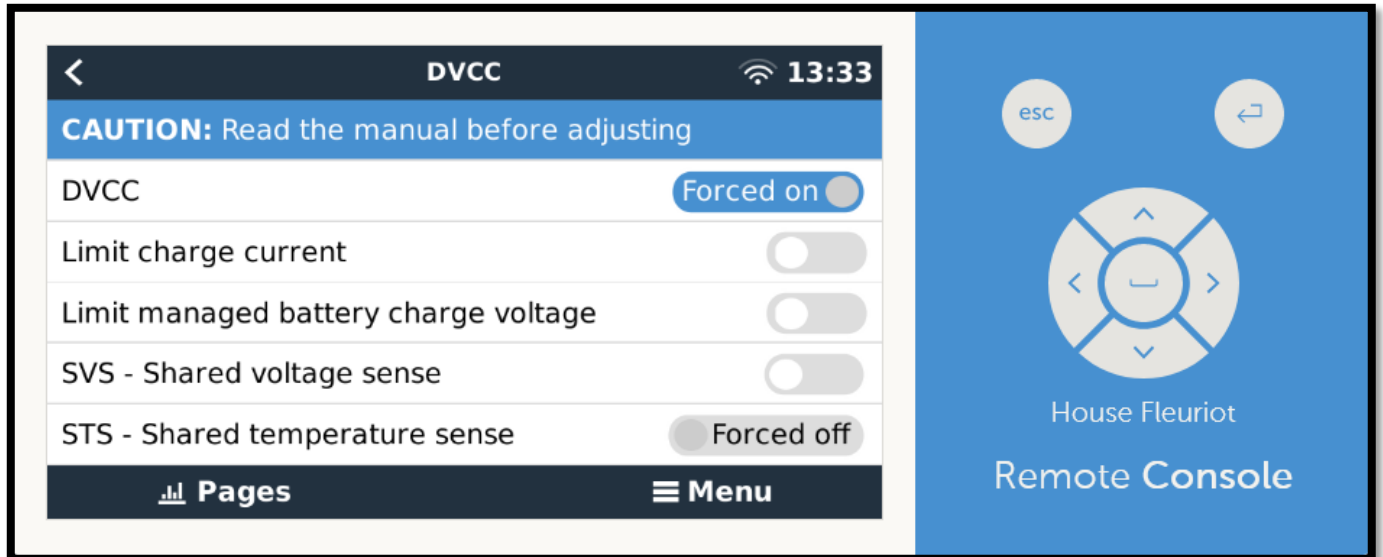 DVCC
13:33
CAUTION: Read the manual before adjusting
DVCC Forced on
Limit charge current
Limit managed battery charge voltage
SVS - Shared voltage sense
STS - Shared temperature sense Forced off
Pages Menu
esc
House Fleuriot
Remote Console